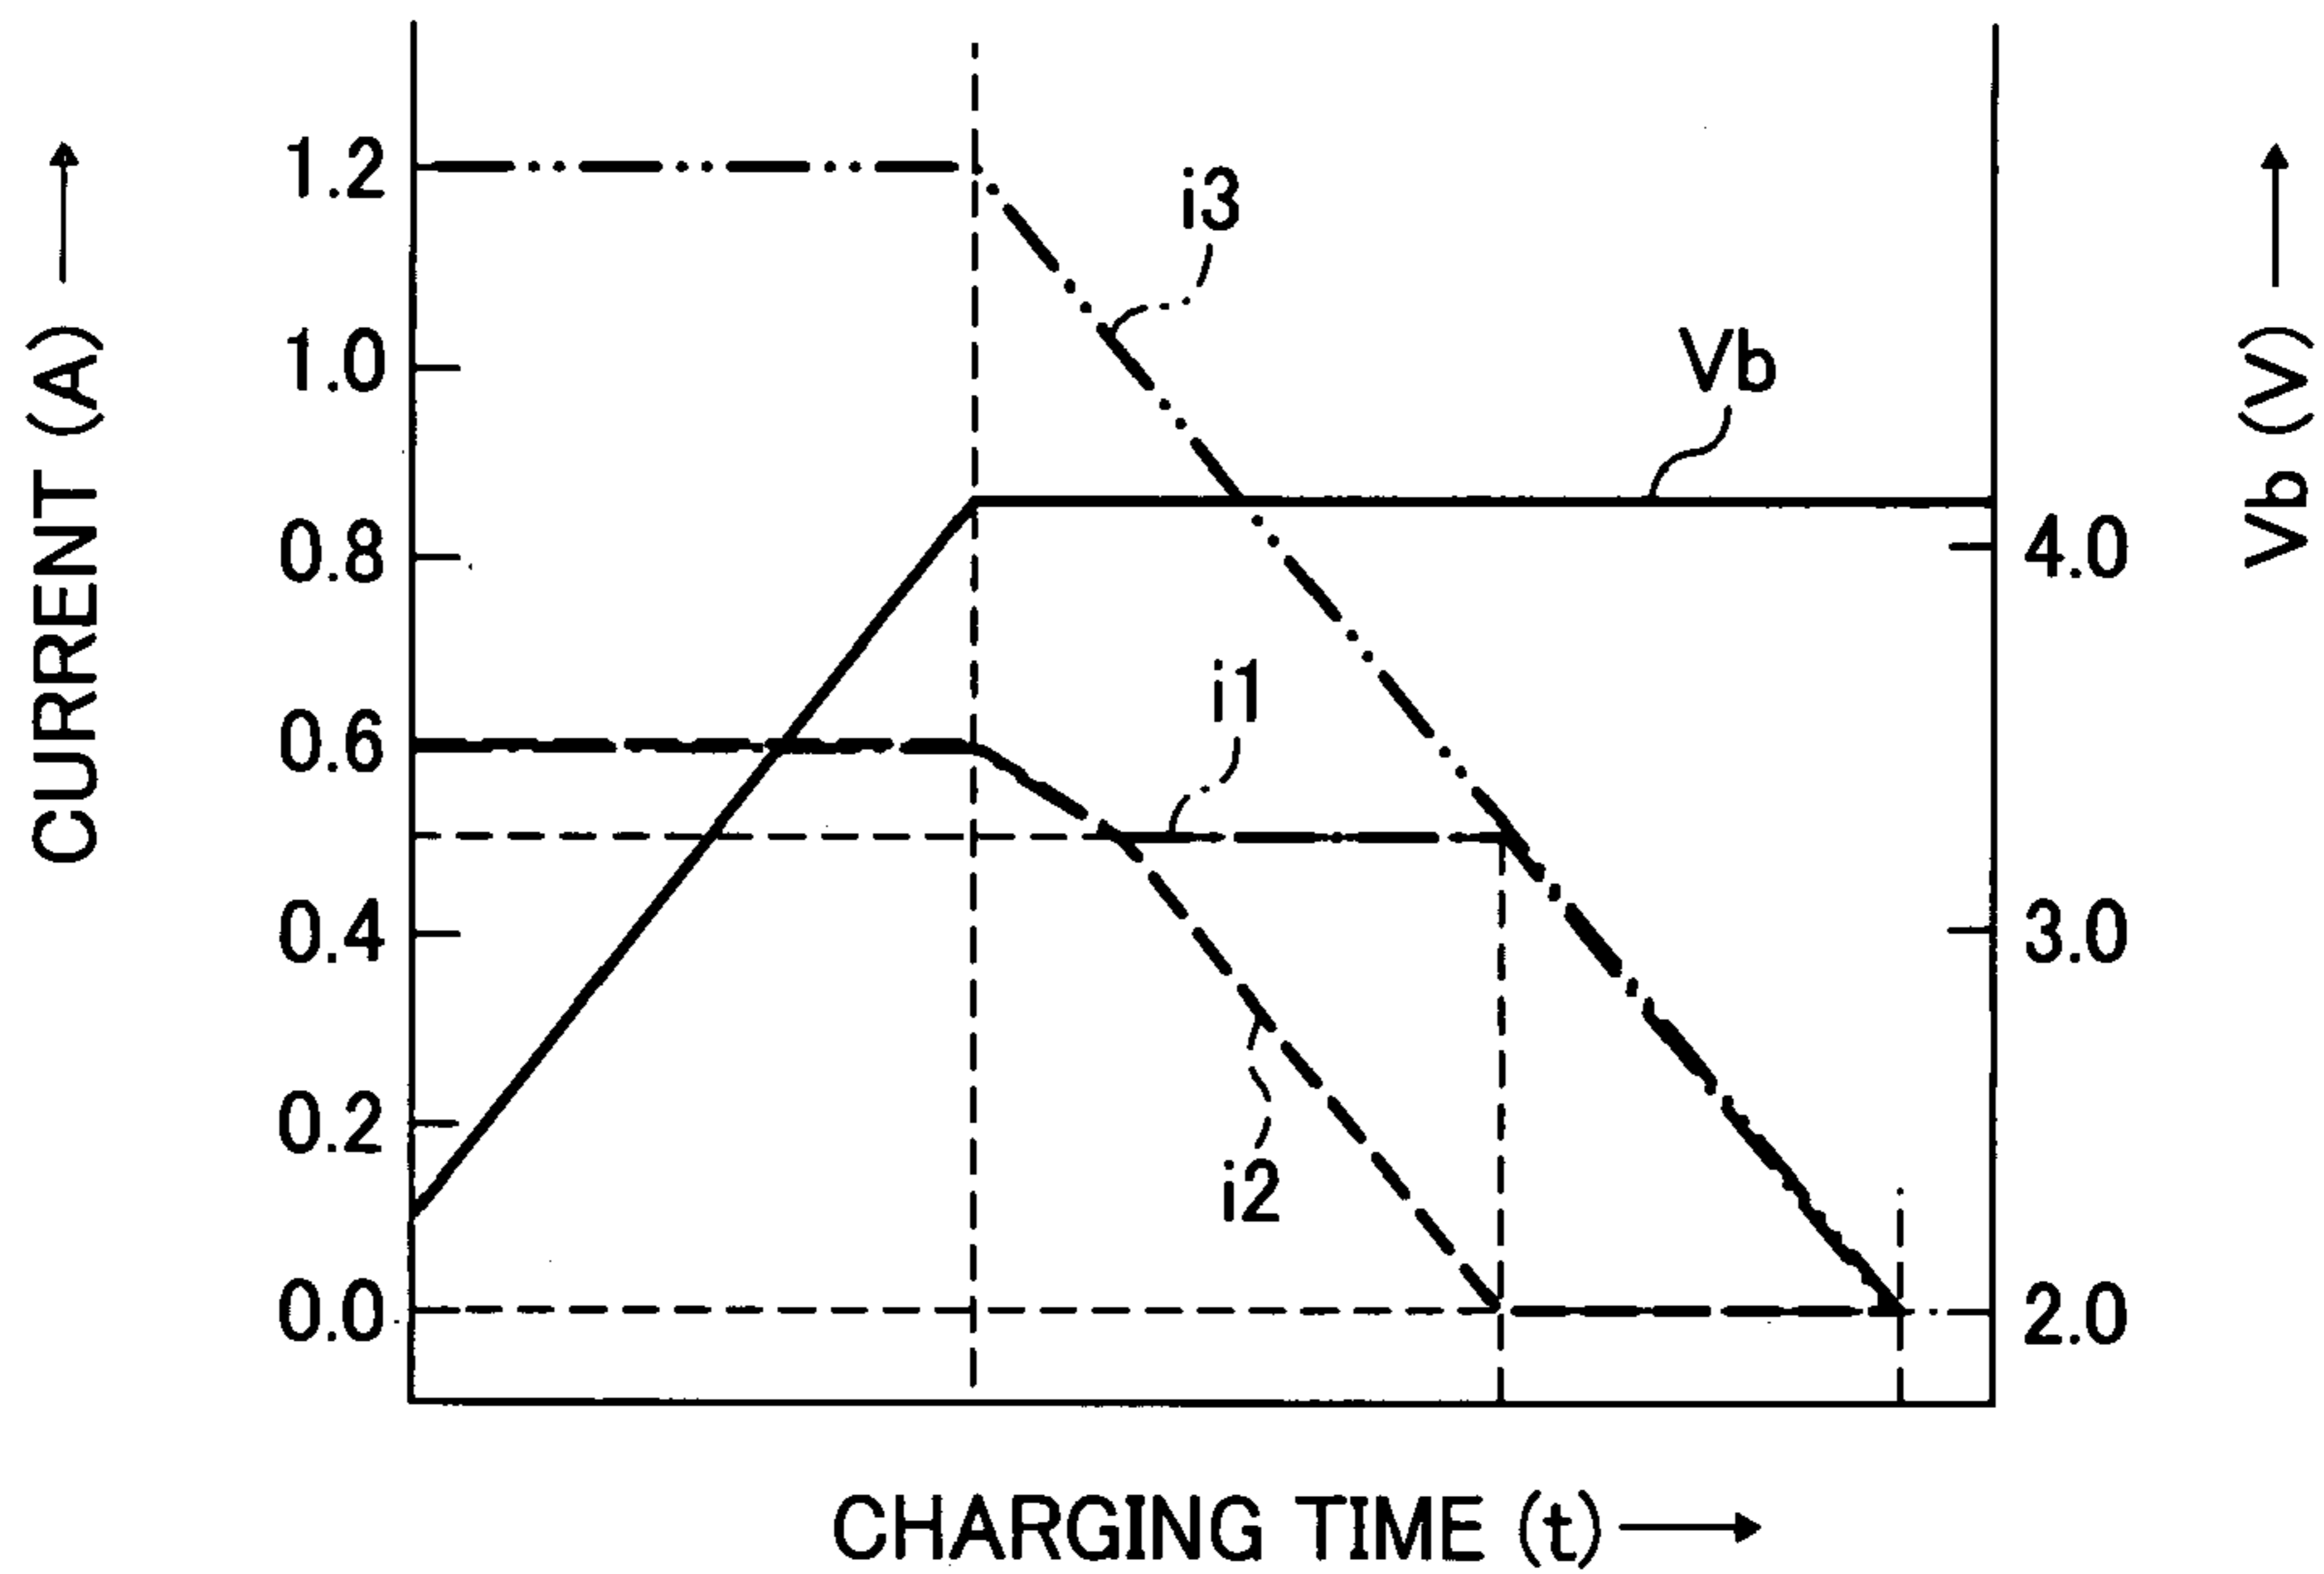 CURRENT (A)
1.2
1.0
0.8
0.6
0.4
0.2
0.0
i3
Vb
i1
i2
4.0
3.0
2.0
Vb (V)
CHARGING TIME (t)